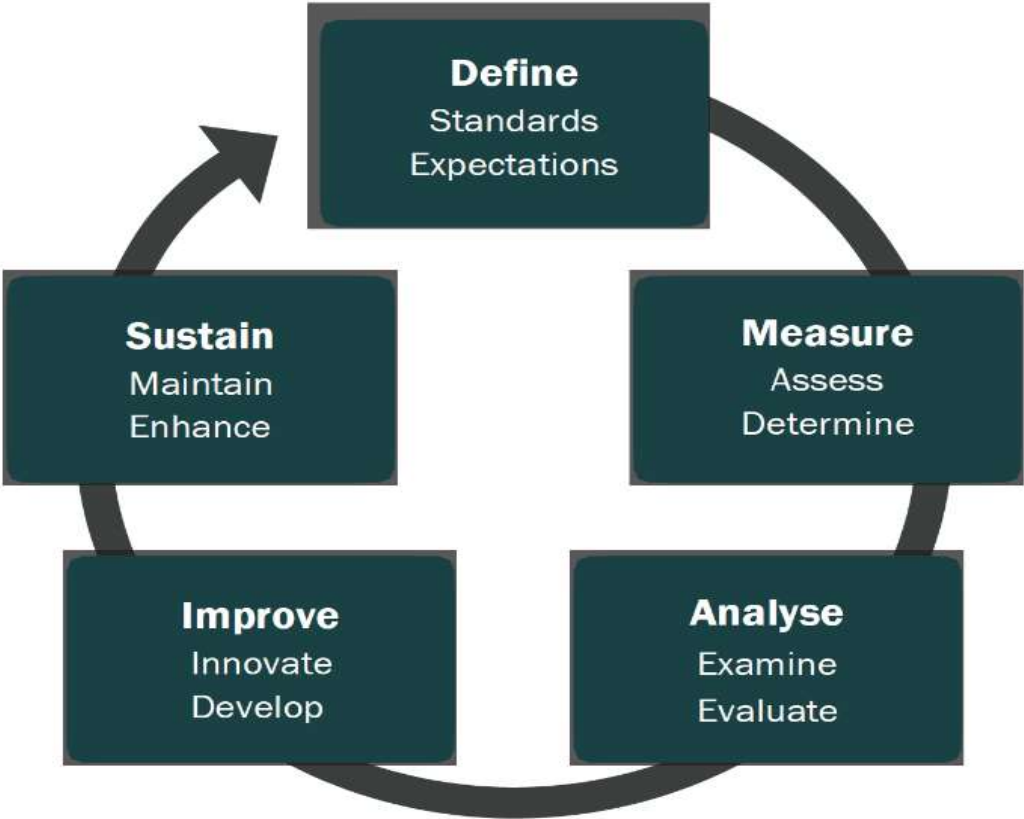 Define
Standards
Expectations
Measure
Assess
Determine
Analyse
Examine
Evaluate
Improve
Innovate
Develop
Sustain
Maintain
Enhance